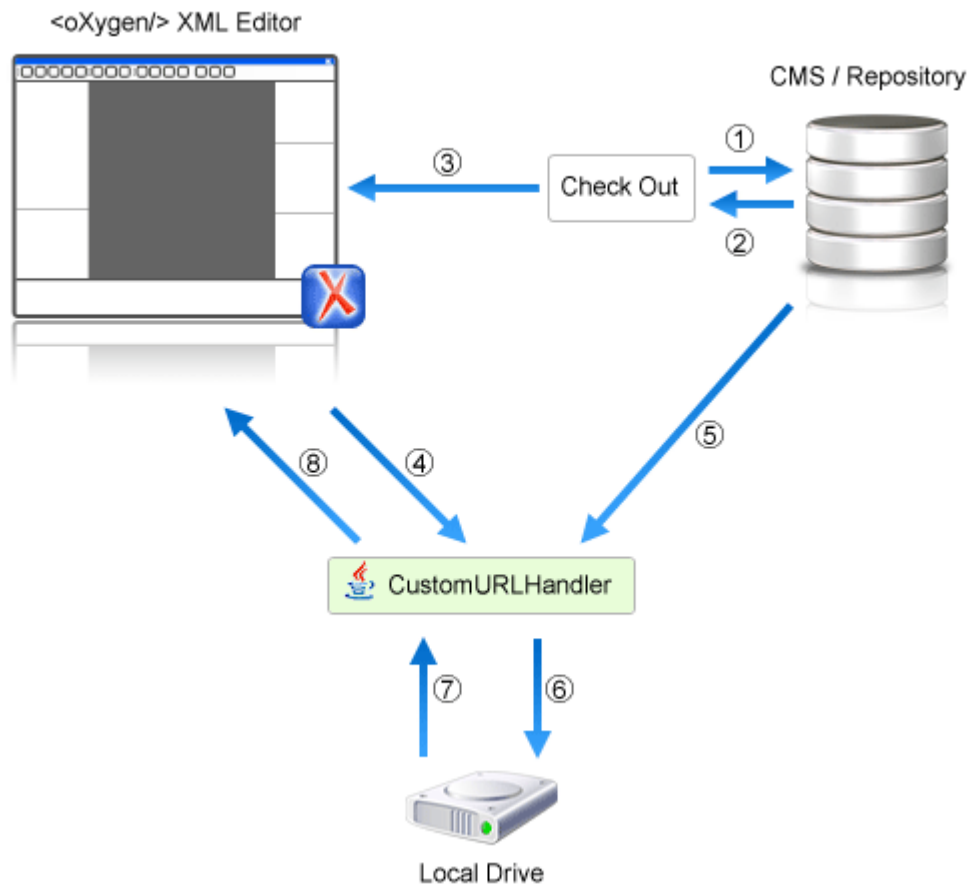 <oXygen/> XML Editor
CMS / Repository
①
③
Check Out
②
⑤
⑧
④
CustomURLHandler
⑦
⑥
Local Drive